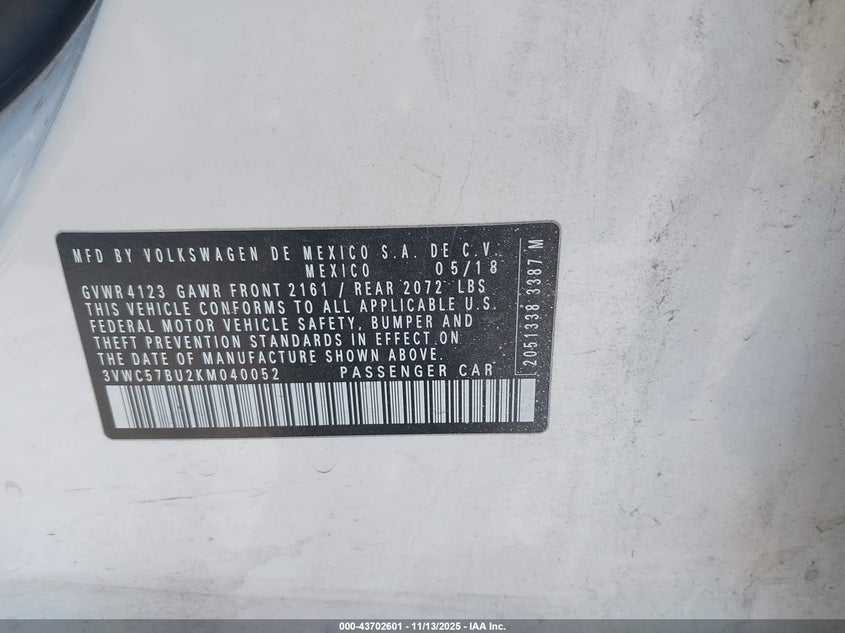 MFD BY VOLKSWAGEN DE MEXICO S.A. DE C.V.
MEXICO 05/18
GVWR 4123 GAWR FRONT 2161 / REAR 2072 LBS
THIS VEHICLE CONFORMS TO ALL APPLICABLE U.S.
FEDERAL MOTOR VEHICLE SAFETY, BUMPER AND
THEFT PREVENTION STANDARDS IN EFFECT ON
THE DATE OF MANUFACTURE SHOWN ABOVE.
3VWC57BU2KM040052 PASSENGER CAR
2051338 3387 M
000-43702601 - 11/13/2025 - IAA Inc.